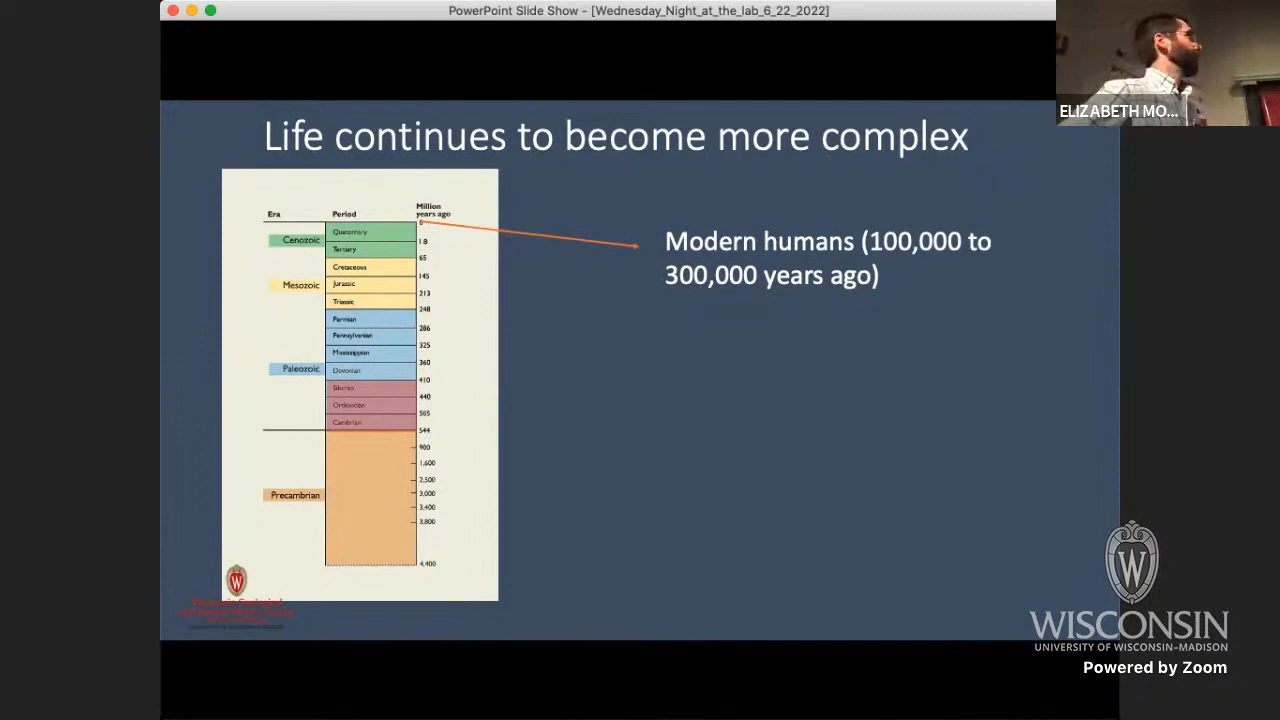 PowerPoint Slide Show - [Wednesday_Night_at_the_lab_6_22_2022]
ELIZABETH MO...
Life continues to become more complex
Era
Period
Million
years ago
0
Cenozoic
Quaternary
1.8
Tertiary
65
Cretaceous
145
Mesozoic
Jurassic
213
Triassic
248
Permian
286
Pennsylvanian
325
Mississippian
360
Paleozoic
Devonian
410
Silurian
440
Ordovician
505
Cambrian
544
900
1,600
2,500
Precambrian
3,000
3,400
3,800
4,400
Modern humans (100,000 to
300,000 years ago)
W
Wisconsin Geological
W
WISCONSIN
UNIVERSITY OF WISCONSIN–MADISON
Powered by Zoom